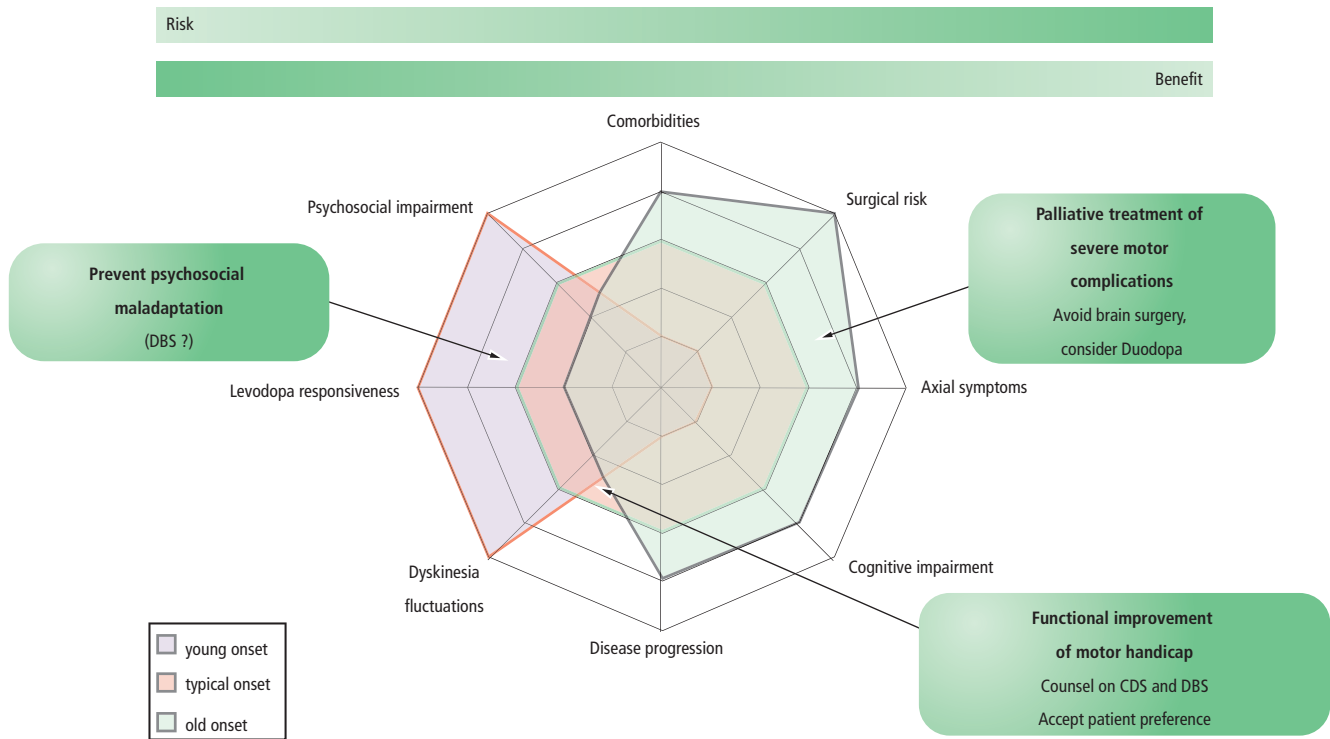 Risk
Benefit
Comorbidities
Psychosocial impairment
Surgical risk
Palliative treatment of
severe motor
complications
Avoid brain surgery,
consider Duodopa
Prevent psychosocial
maladaptation
(DBS ?)
Levodopa responsiveness
Axial symptoms
Dyskinesia
fluctuations
Cognitive impairment
Disease progression
Functional improvement
of motor handicap
Counsel on CDS and DBS
Accept patient preference
young onset
typical onset
old onset